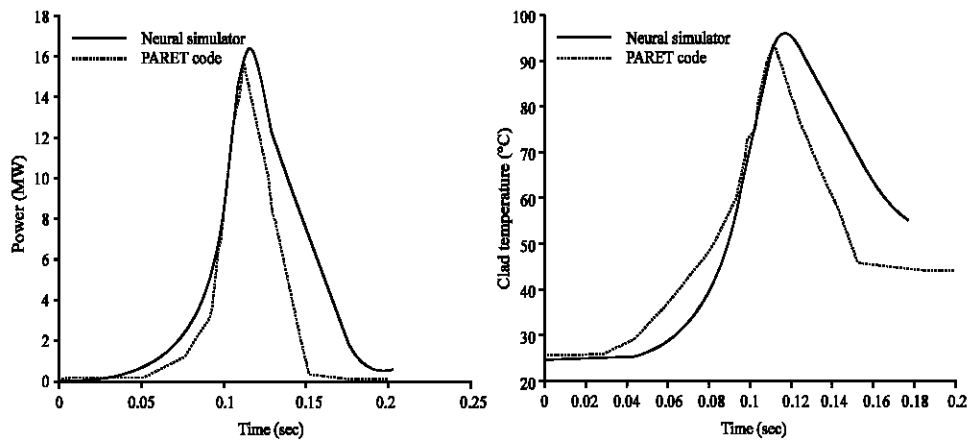 18
16
14
12
10
8
6
4
2
0
Power (MW)
Neural simulator
PARET code
0 0.05 0.1 0.15 0.2 0.25
Time (sec)
100
90
80
70
60
50
40
30
20
Clad temperature (°C)
Neural simulator
PARET code
0 0.02 0.04 0.06 0.08 0.1 0.12 0.14 0.16 0.18 0.2
Time (sec)